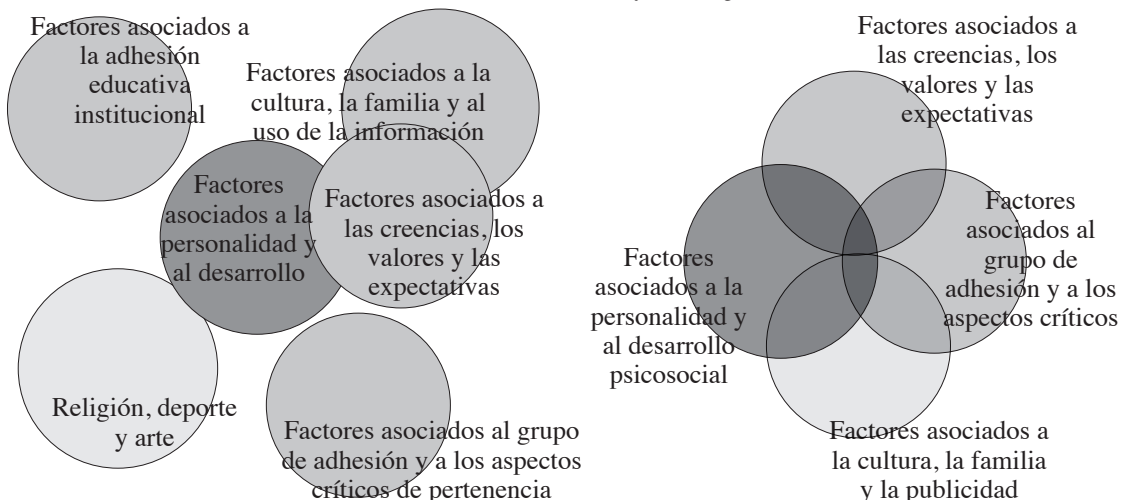 Factores asociados a
la adhesión
educativa
institucional
Factores asociados a la
cultura, la familia y al
uso de la información
Factores
asociados a la
personalidad y
al desarrollo
Factores asociados a
las creencias, los
valores y las
expectativas
Religión, deporte
y arte
Factores asociados al grupo
de adhesión y a los aspectos
críticos de pertenencia
Factores asociados a
las creencias, los
valores y las
expectativas
Factores
asociados al
grupo de
adhesión y a los
aspectos críticos
Factores
asociados a la
personalidad y
al desarrollo
psicosocial
Factores asociados a
la cultura, la familia
y la publicidad